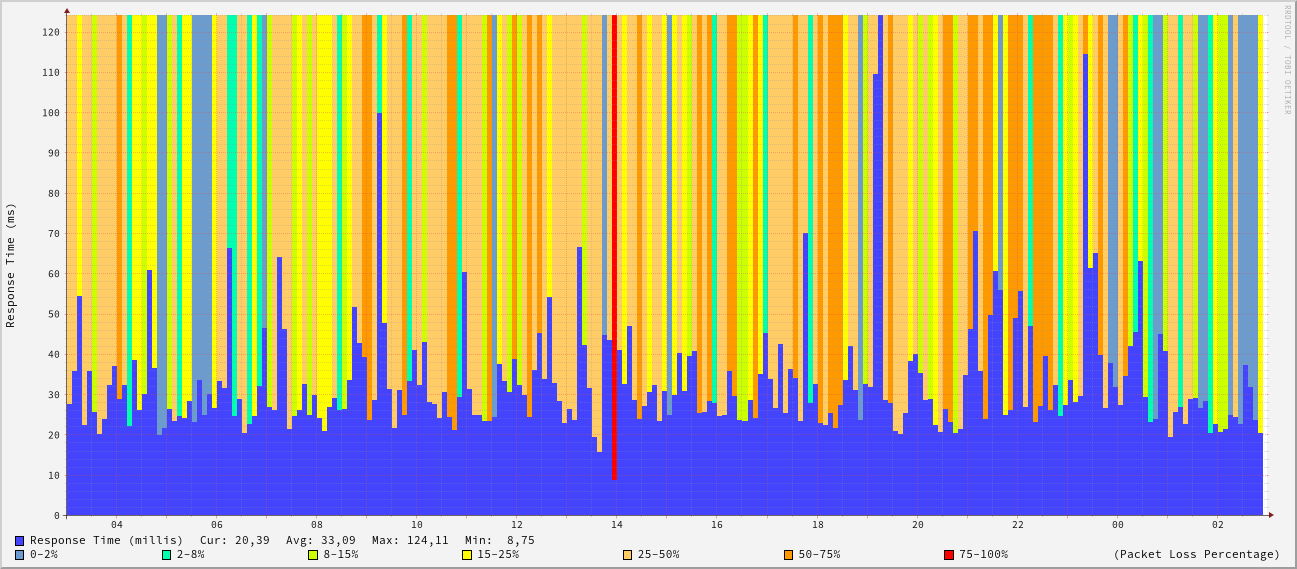 RRDTOOL / TOBI OETIKER
Response Time (ms)
120
110
100
90
80
70
60
50
40
30
20
10
0
04 06 08 10 12 14 16 18 20 22 00 02
Response Time (millis) Cur: 20,39 Avg: 33,09 Max: 124,11 Min: 8,75
0-2% 2-8% 8-15% 15-25% 25-50% 50-75% 75-100% (Packet Loss Percentage)